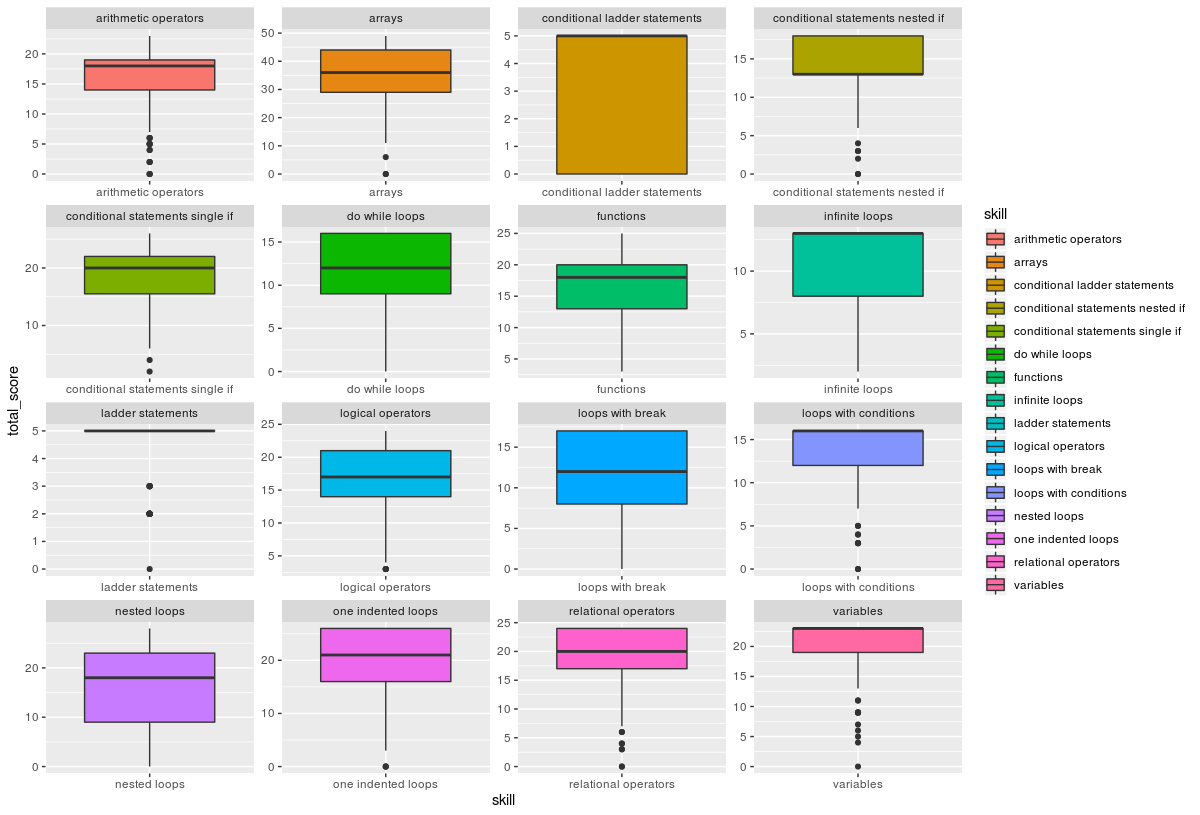 arithmetic operators
arrays
conditional ladder statements
conditional statements nested if
20
15
10
5
0
50
40
30
20
10
0
5
4
3
2
1
0
15
10
5
0
arithmetic operators
arrays
conditional ladder statements
conditional statements nested if
conditional statements single if
do while loops
functions
infinite loops
20
10
15
10
5
0
25
20
15
10
5
10
5
conditional statements single if
do while loops
functions
infinite loops
ladder statements
logical operators
loops with break
loops with conditions
5
4
3
2
1
0
25
20
15
10
5
15
10
5
0
15
10
5
0
ladder statements
logical operators
loops with break
loops with conditions
nested loops
one indented loops
relational operators
variables
20
10
0
20
10
0
25
20
15
10
5
0
20
15
10
5
0
nested loops
one indented loops
relational operators
variables
skill
total_score
skill
arithmetic operators
arrays
conditional ladder statements
conditional statements nested if
conditional statements single if
do while loops
functions
infinite loops
ladder statements
logical operators
loops with break
loops with conditions
nested loops
one indented loops
relational operators
variables